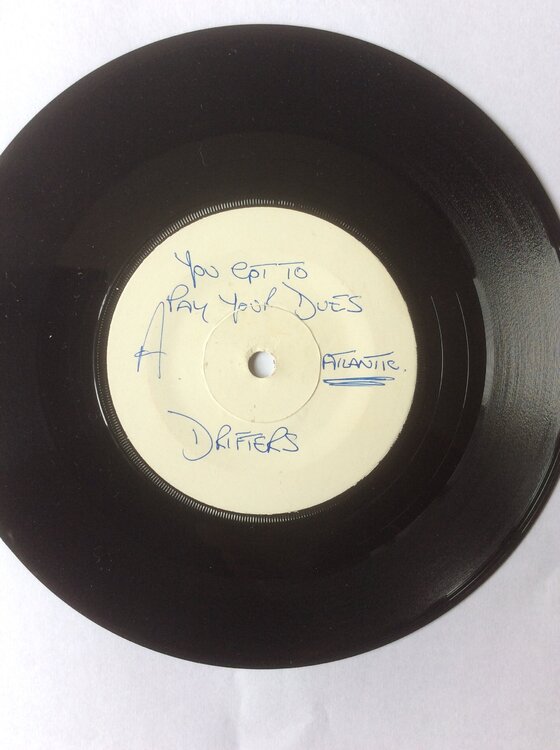 You GOT TO
PAY YOUR DUES
A
ATLANTIC.
DRIFTERS